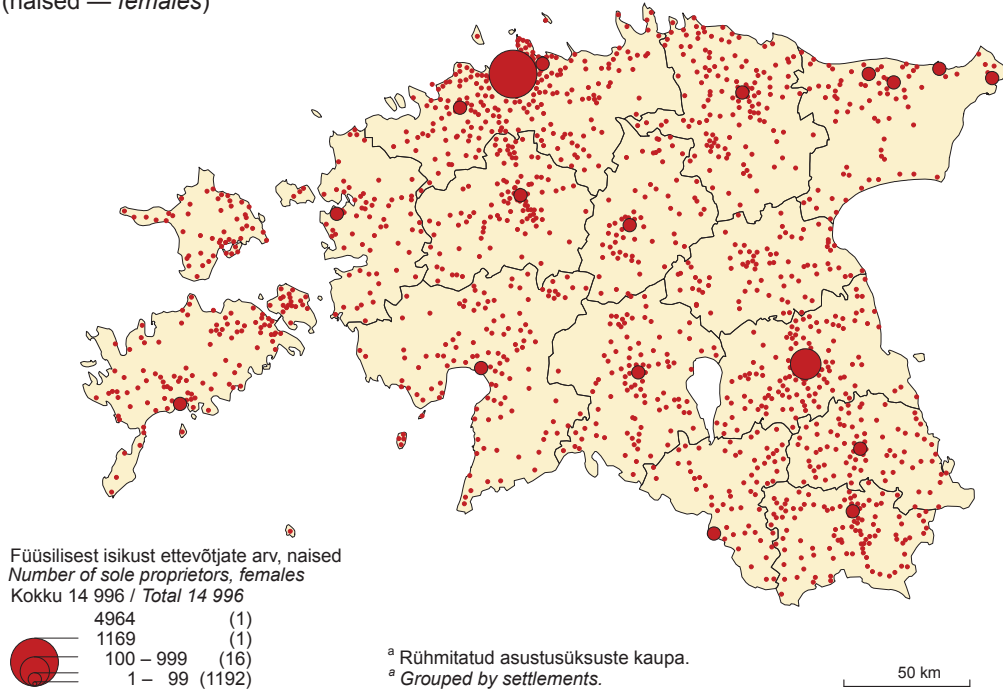 (naised — females)
Füüsilisest isikust ettevõtjate arv, naised
Number of sole proprietors, females
Kokku 14 996 / Total 14 996
4964 (1)
1169 (1)
100 – 999 (16)
1 – 99 (1192)
a Rühmitatud asustusüksuste kaupa.
a Grouped by settlements.
50 km